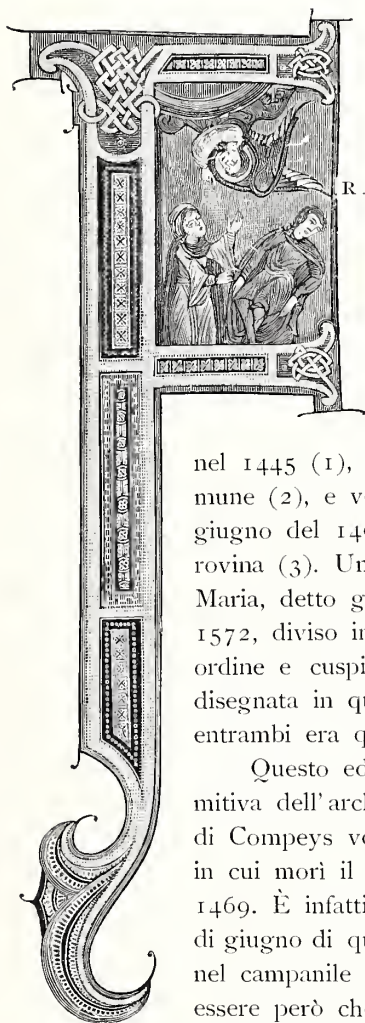 R
nel 1445 (1),
mune (2), e v
giugno del 14
rovina (3). Un
Maria, detto g
1572, diviso in
ordine e cuspi
disegnata in qu
entrambi era q
Questo ed
mitiva dell'arc
di Compeys vo
in cui morì il
1469. È infatti
di giugno di qu
nel campanile
essere però ch